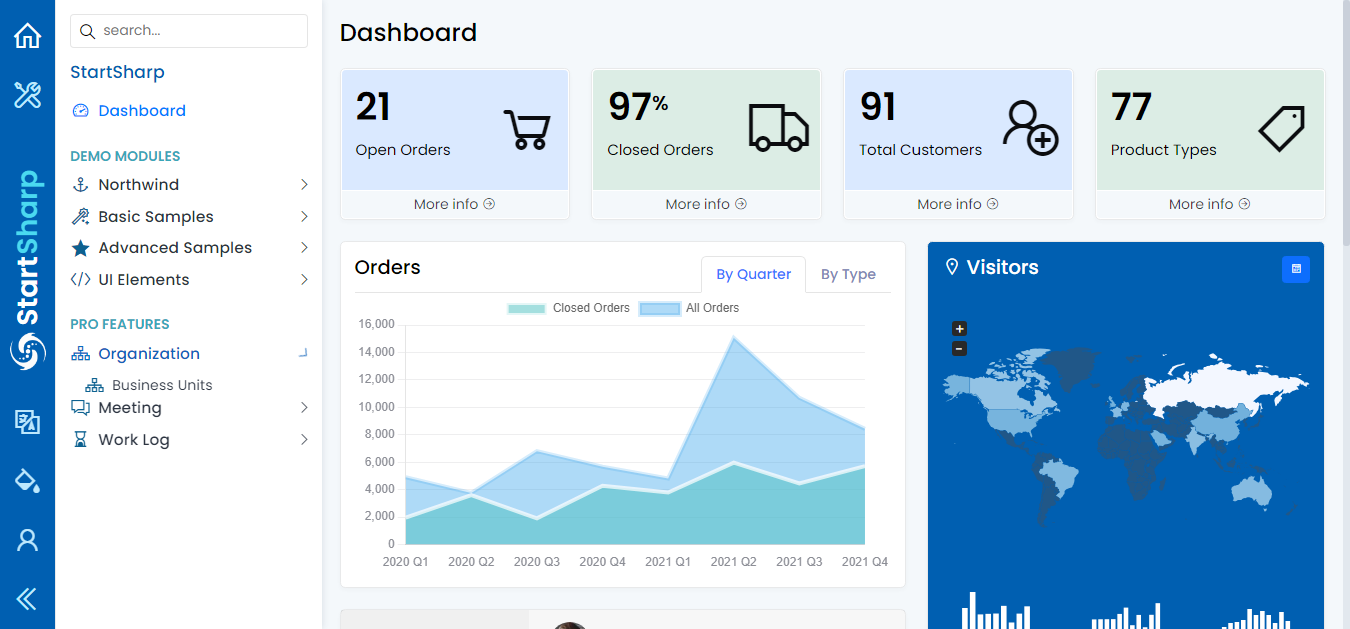 search...
StartSharp
Dashboard
DEMO MODULES
Northwind
Basic Samples
Advanced Samples
UI Elements
PRO FEATURES
Organization
Business Units
Meeting
Work Log
StartSharp
Dashboard
21
Open Orders
More info
97%
Closed Orders
More info
91
Total Customers
More info
77
Product Types
More info
Orders
By Quarter
By Type
Closed Orders
All Orders
16,000
14,000
12,000
10,000
8,000
6,000
4,000
2,000
0
2020 Q1 2020 Q2 2020 Q3 2020 Q4 2021 Q1 2021 Q2 2021 Q3 2021 Q4
Visitors
+
−